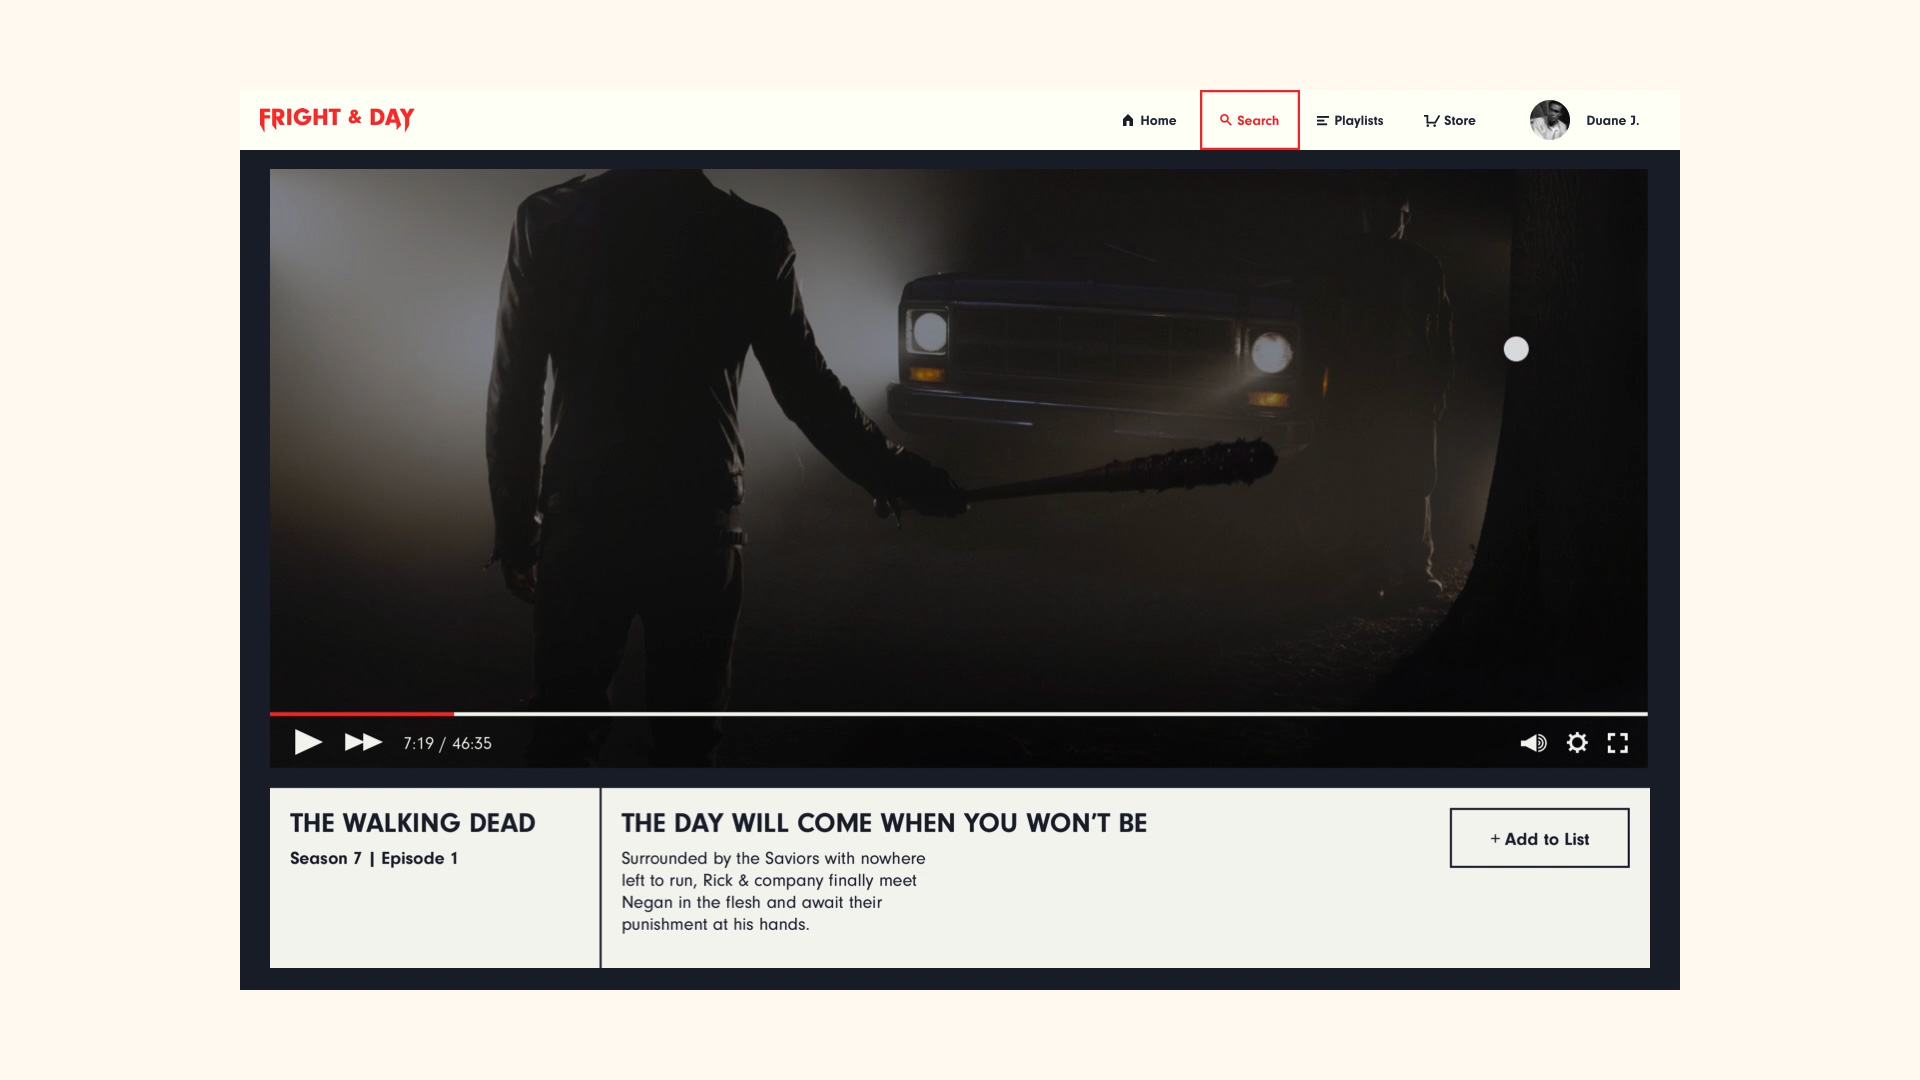 FRIGHT & DAY
Home
Search
Playlists
Store
Duane J.
7:19 / 46:35
THE WALKING DEAD
Season 7 | Episode 1
THE DAY WILL COME WHEN YOU WON'T BE
Surrounded by the Saviors with nowhere
left to run, Rick & company finally meet
Negan in the flesh and await their
punishment at his hands.
+ Add to List